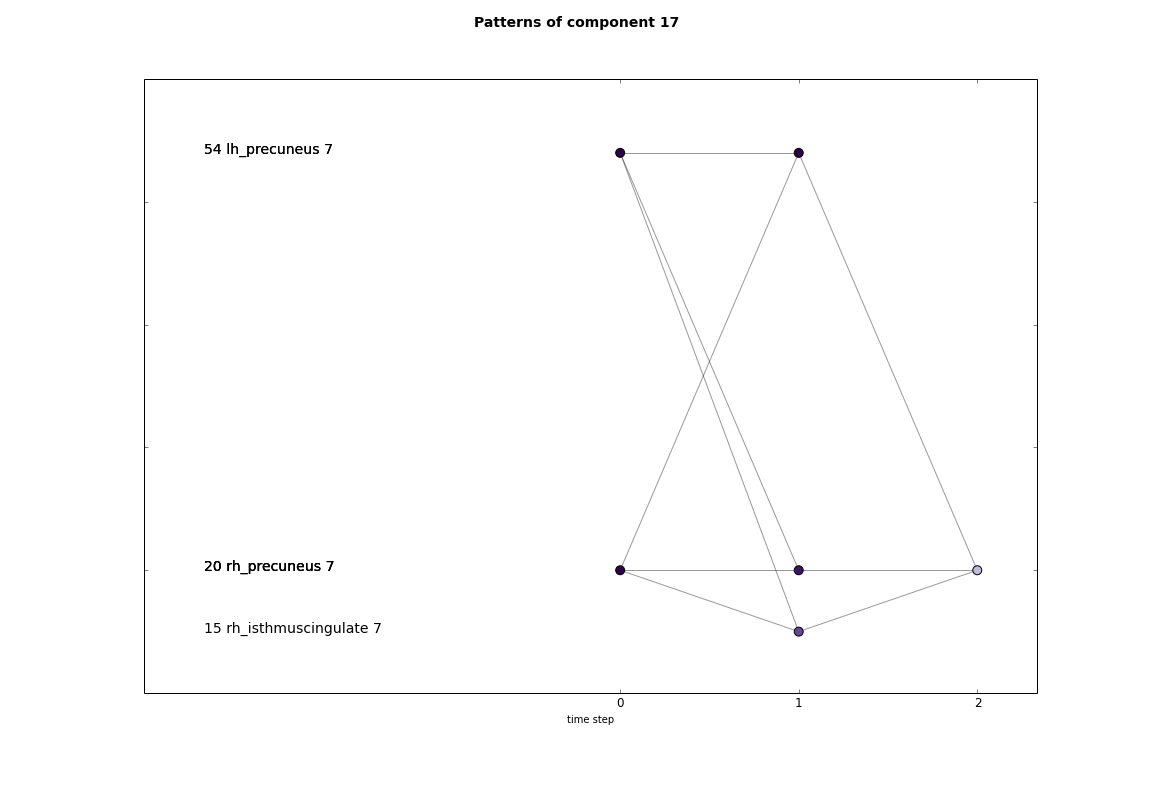 Patterns of component 17
54 lh_precuneus 7
20 rh_precuneus 7
15 rh_isthmuscingulate 7
0 1 2
time step